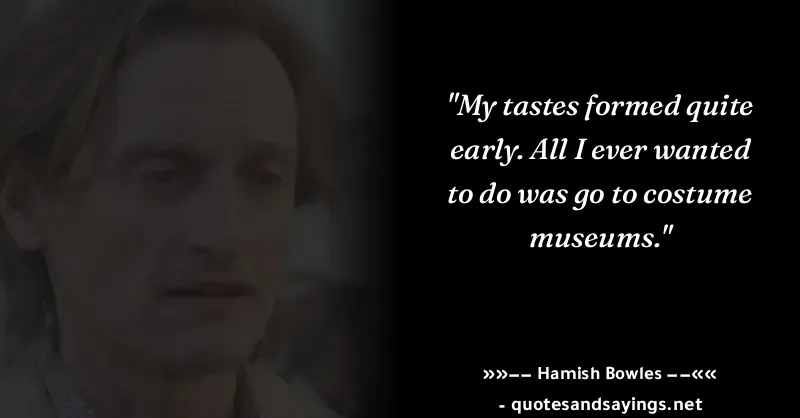 "My tastes formed quite
early. All I ever wanted
to do was go to costume
museums."
»»−− Hamish Bowles −−««
- quotesandsayings.net